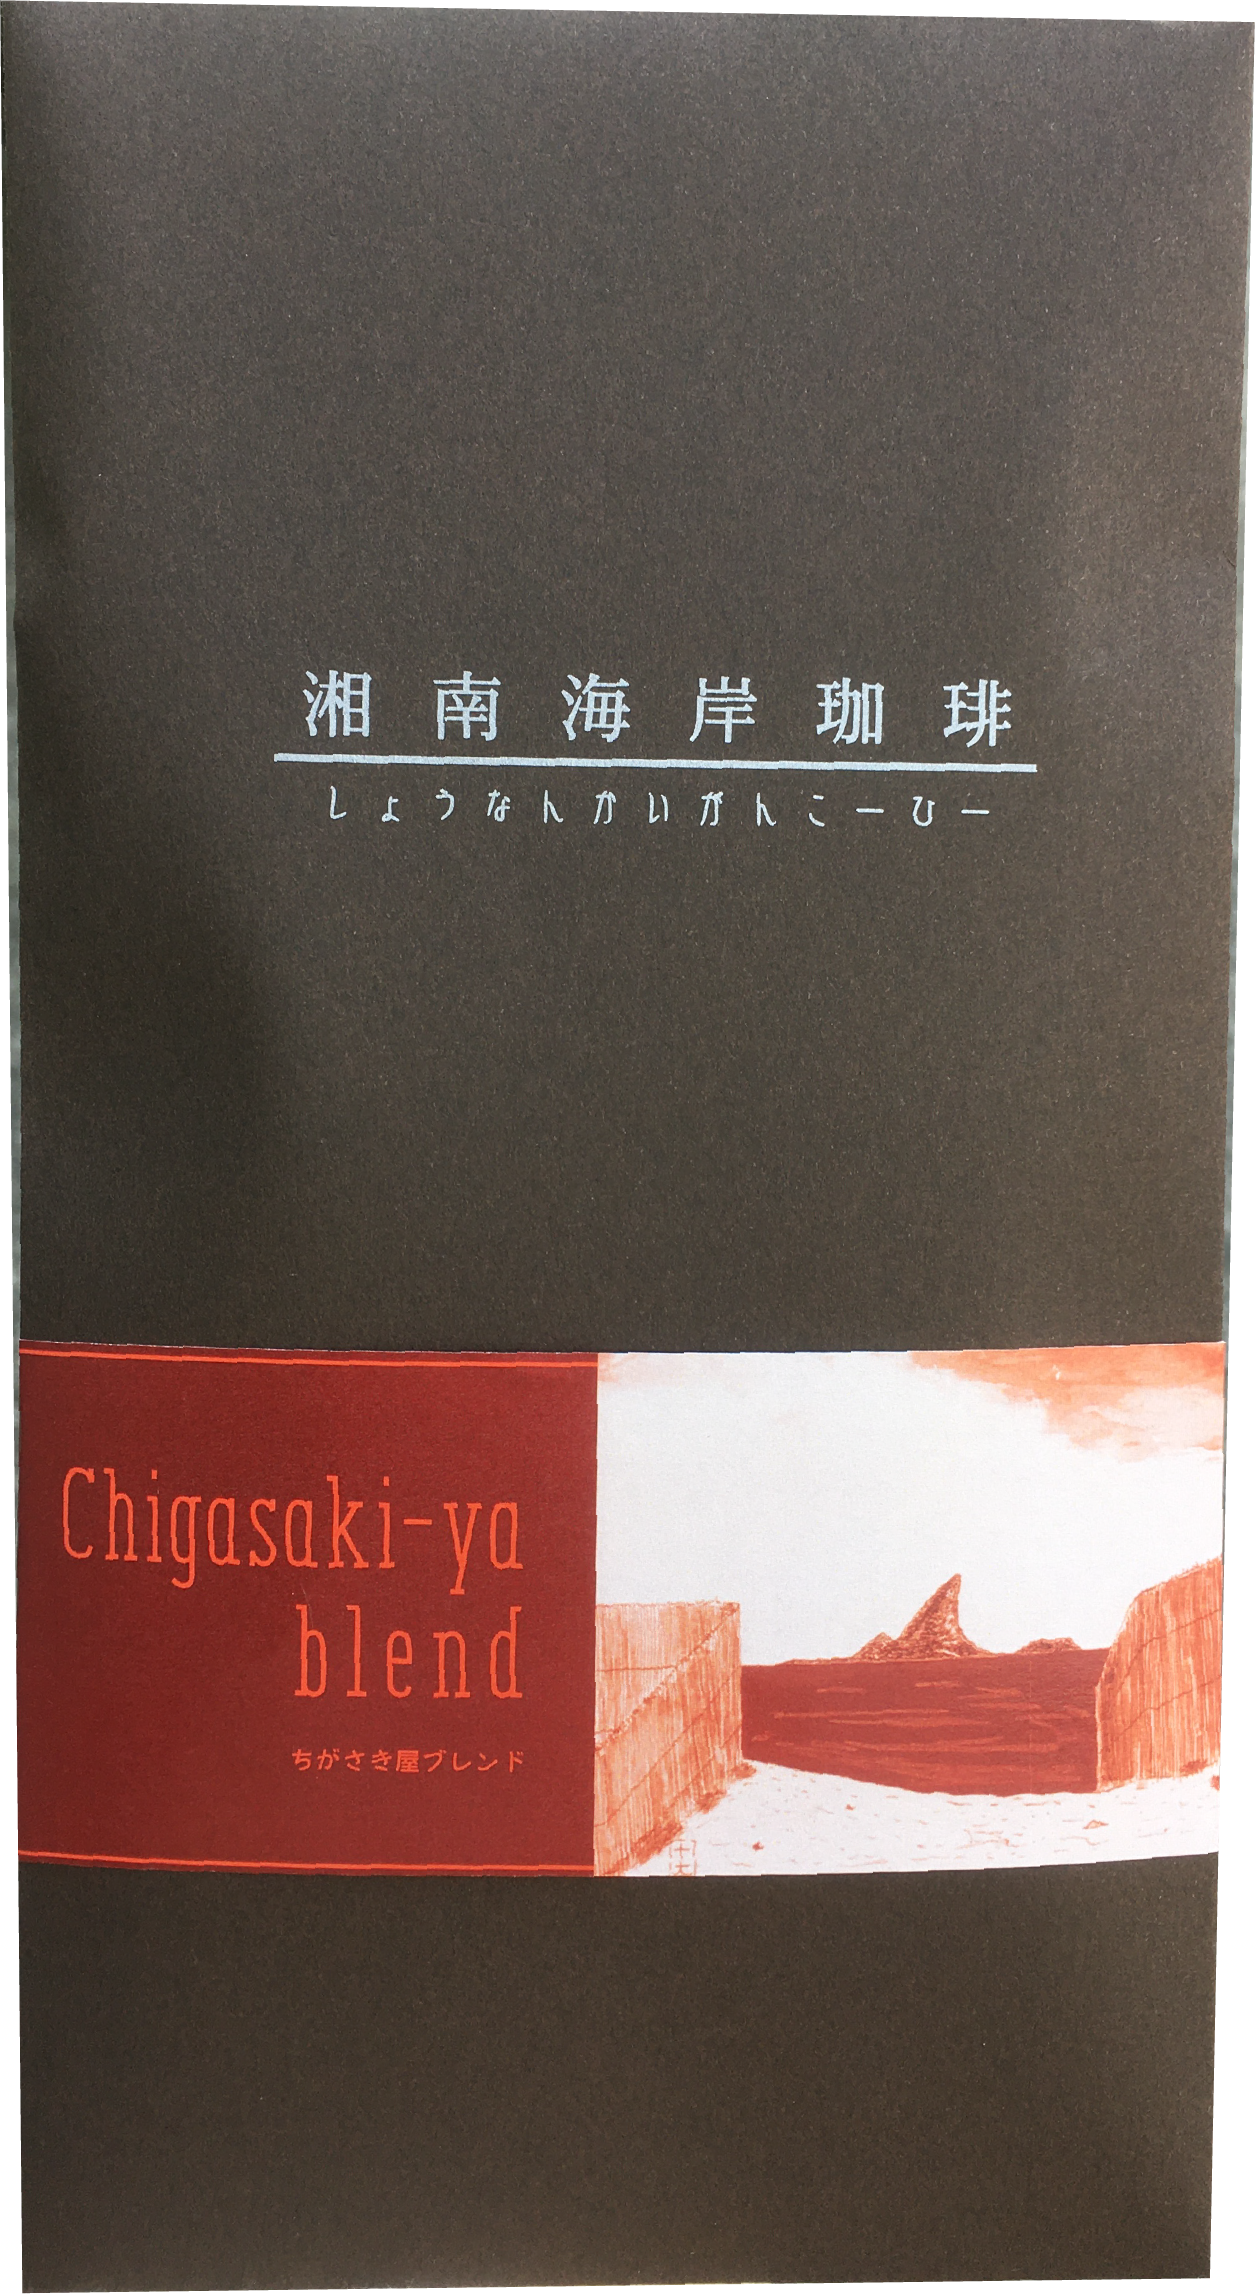 湘南海岸珈琲
しょうなんかいがんこーひー
Chigasaki-ya
blend
ちがさき屋ブレンド